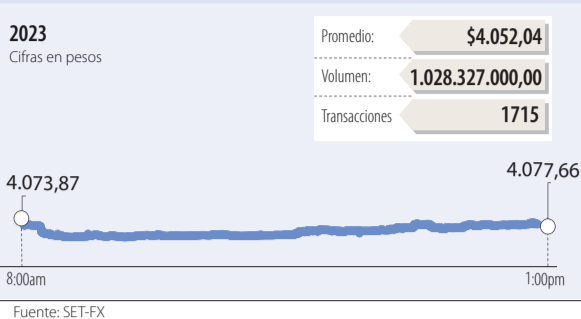 2023
Cifras en pesos
Promedio: $4.052,04
Volumen: 1.028.327.000,00
Transacciones 1715
4.073,87
4.077,66
8:00am 1:00pm
Fuente: SET-FX